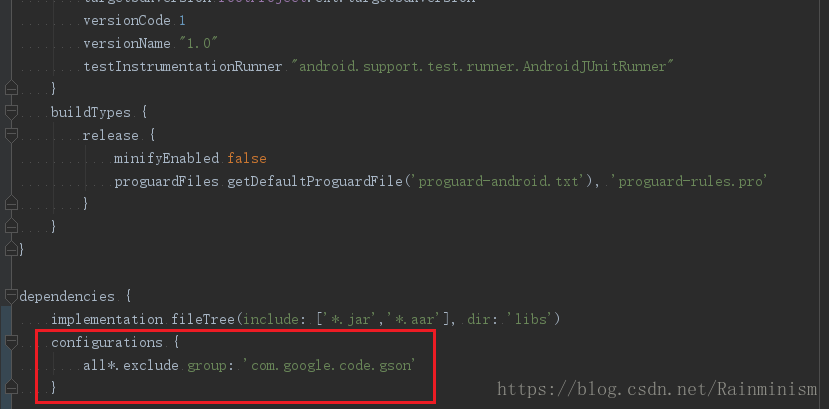 versionCode 1
versionName "1.0"
testInstrumentationRunner "android.support.test.runner.AndroidJUnitRunner"
}
buildTypes {
release {
minifyEnabled false
proguardFiles getDefaultProguardFile('proguard-android.txt'), 'proguard-rules.pro'
}
}
}
dependencies {
implementation fileTree(include: ['*.jar','*.aar'], dir: 'libs')
configurations {
all*.exclude group: 'com.google.code.gson'
}
https://blog.csdn.net/Rainminism